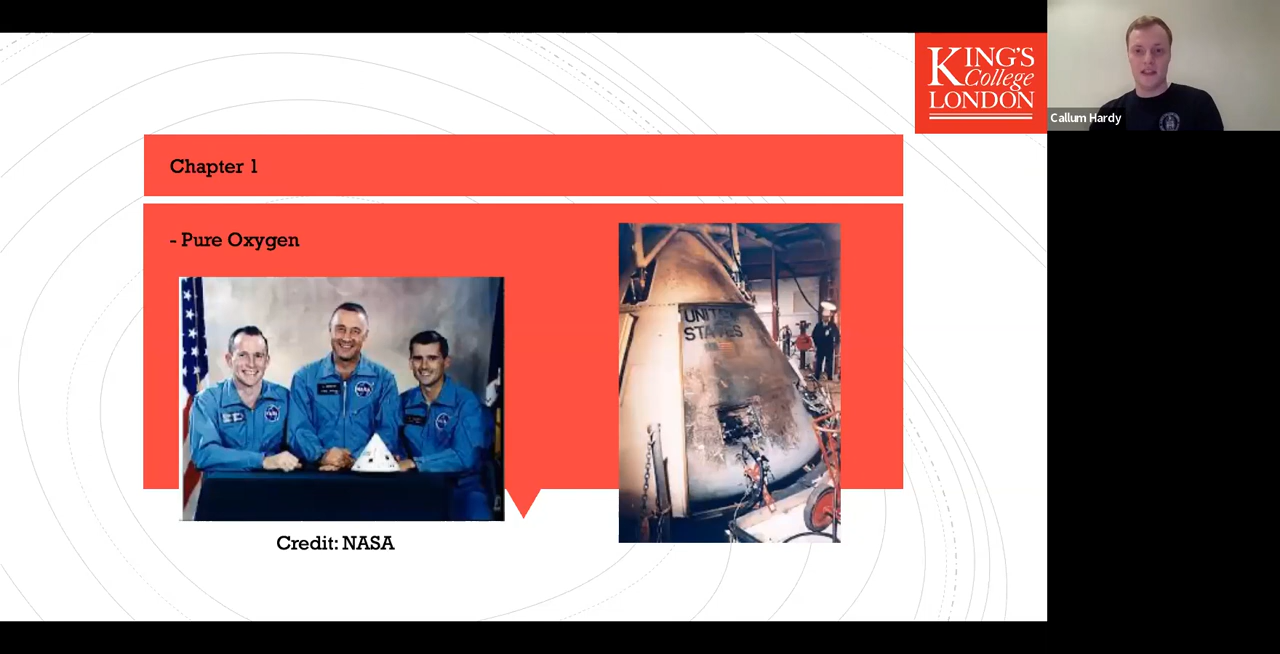 KING'S
College
LONDON
Callum Hardy
Chapter 1
- Pure Oxygen
UNITED
STATES
Credit: NASA